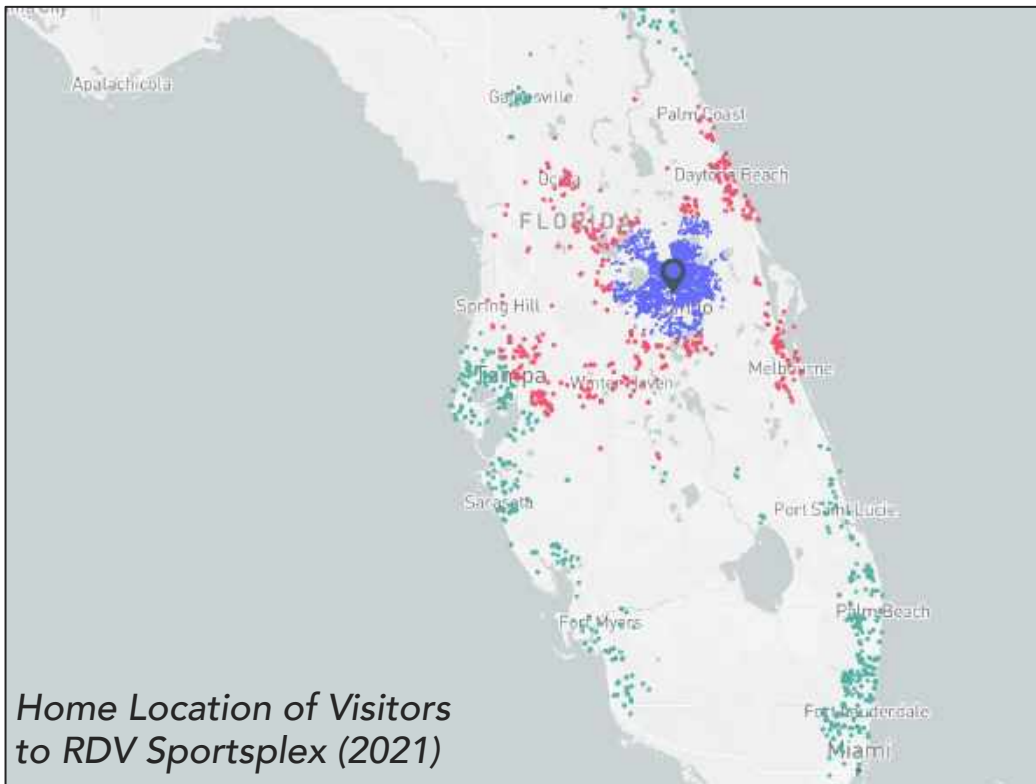 Apalachicola
Gainesville
Palm Coast
Ocala
Daytona Beach
FLORIDA
Spring Hill
Tampa
Winter Haven
Melbourne
Sarasota
Port Saint Lucie
Palm Beach
Fort Myers
Fort Lauderdale
Miami
Home Location of Visitors
to RDV Sportsplex (2021)